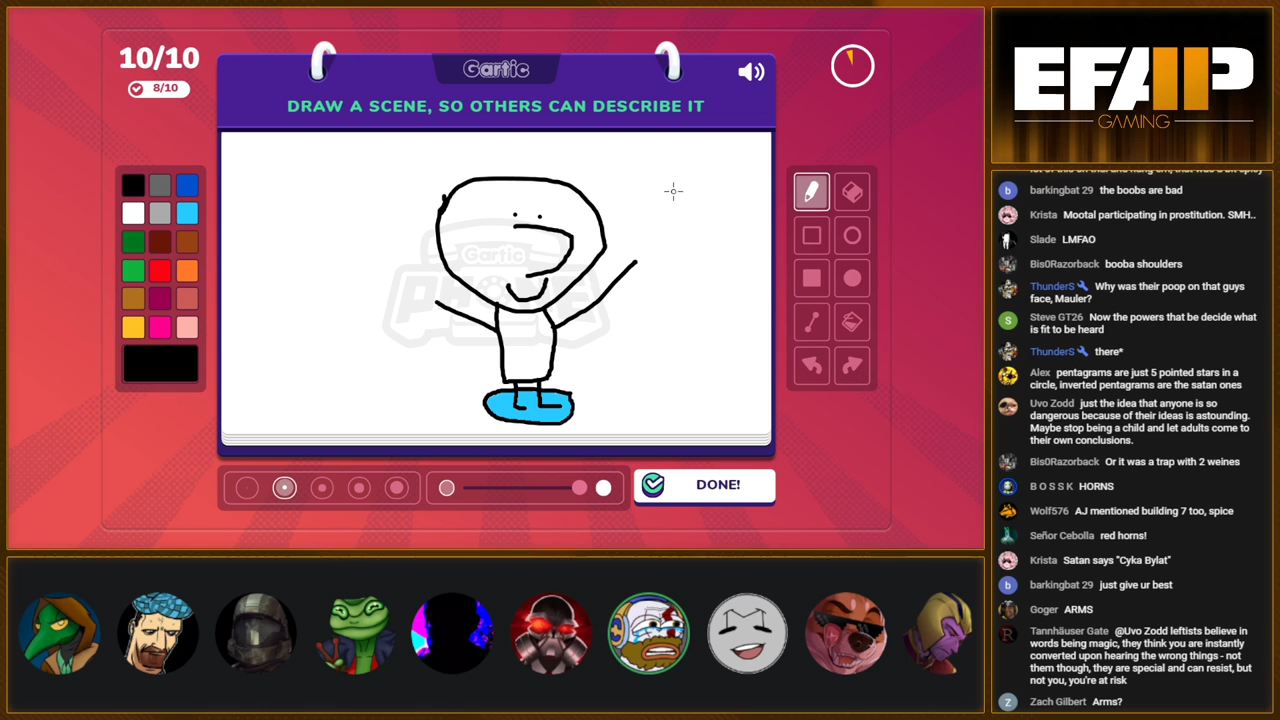 10/10
8/10
Gartic
DRAW A SCENE, SO OTHERS CAN DESCRIBE IT
Gartic
PHONE
DONE!
EFAP
GAMING
barkingbat 29 the boobs are bad
Krista Mootal participating in prostitution. SMH..
Slade LMFAO
Bis0Razorback booba shoulders
ThunderS Why was their poop on that guys
face, Mauler?
Steve GT26 Now the powers that be decide what
is fit to be heard
ThunderS there*
Alex pentagrams are just 5 pointed stars in a
circle, inverted pentagrams are the satan ones
Uvo Zodd just the idea that anyone is so
dangerous because of their ideas is astounding.
Maybe stop being a child and let adults come to
their own conclusions.
Bis0Razorback Or it was a trap with 2 weines
B O S S K HORNS
Wolf576 AJ mentioned building 7 too, spice
Señor Cebolla red horns!
Krista Satan says "Cyka Bylat"
barkingbat 29 just give ur best
Goger ARMS
Tannhäuser Gate @Uvo Zodd leftists believe in
words being magic, they think you are instantly
converted upon hearing the wrong things - not
them though, they are special and can resist, but
not you, you're at risk
Zach Gilbert Arms?